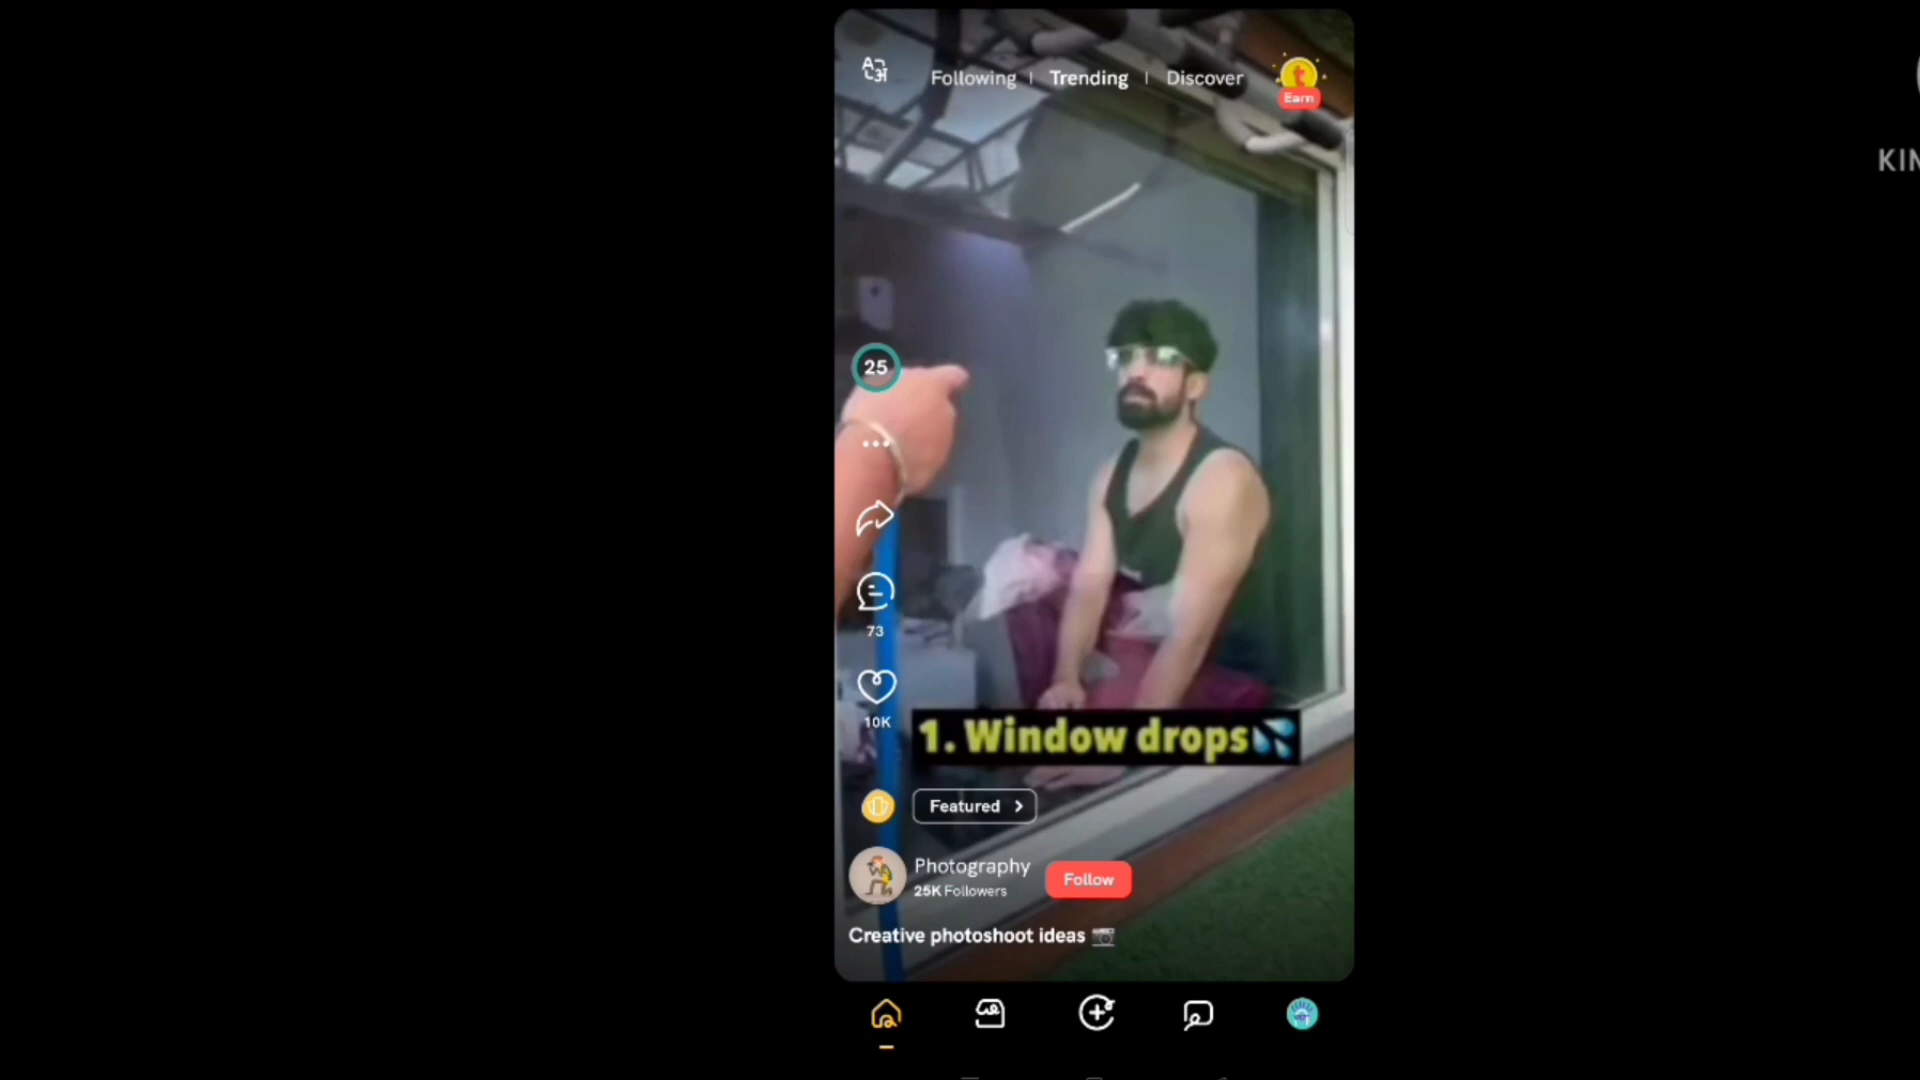 Following | Trending | Discover
Earn
KIN
25
73
10K
1. Window drops💦
Featured >
Photography
25K Followers
Follow
Creative photoshoot ideas 📷